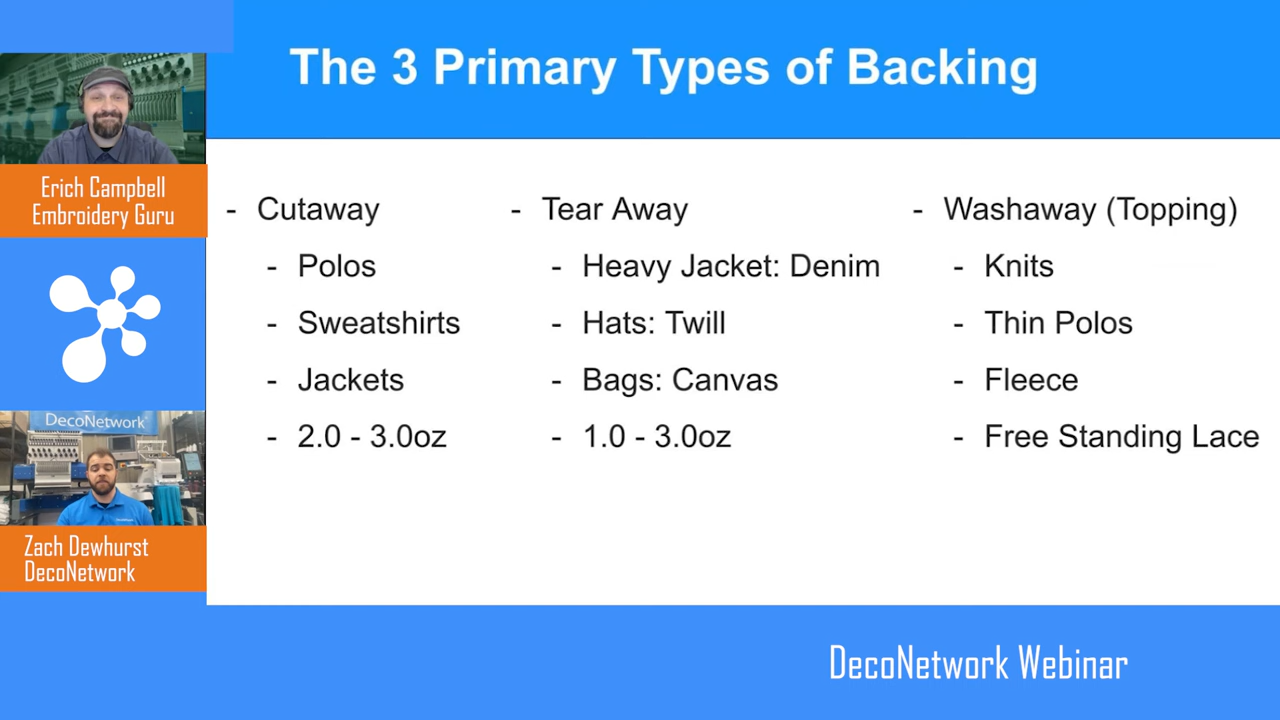 The 3 Primary Types of Backing
Erich Campbell
Embroidery Guru
- Cutaway
- Polos
- Sweatshirts
- Jackets
- 2.0 - 3.0oz
- Tear Away
- Heavy Jacket: Denim
- Hats: Twill
- Bags: Canvas
- 1.0 - 3.0oz
- Washaway (Topping)
- Knits
- Thin Polos
- Fleece
- Free Standing Lace
DecoNetwork
Zach Dewhurst
DecoNetwork
DecoNetwork Webinar